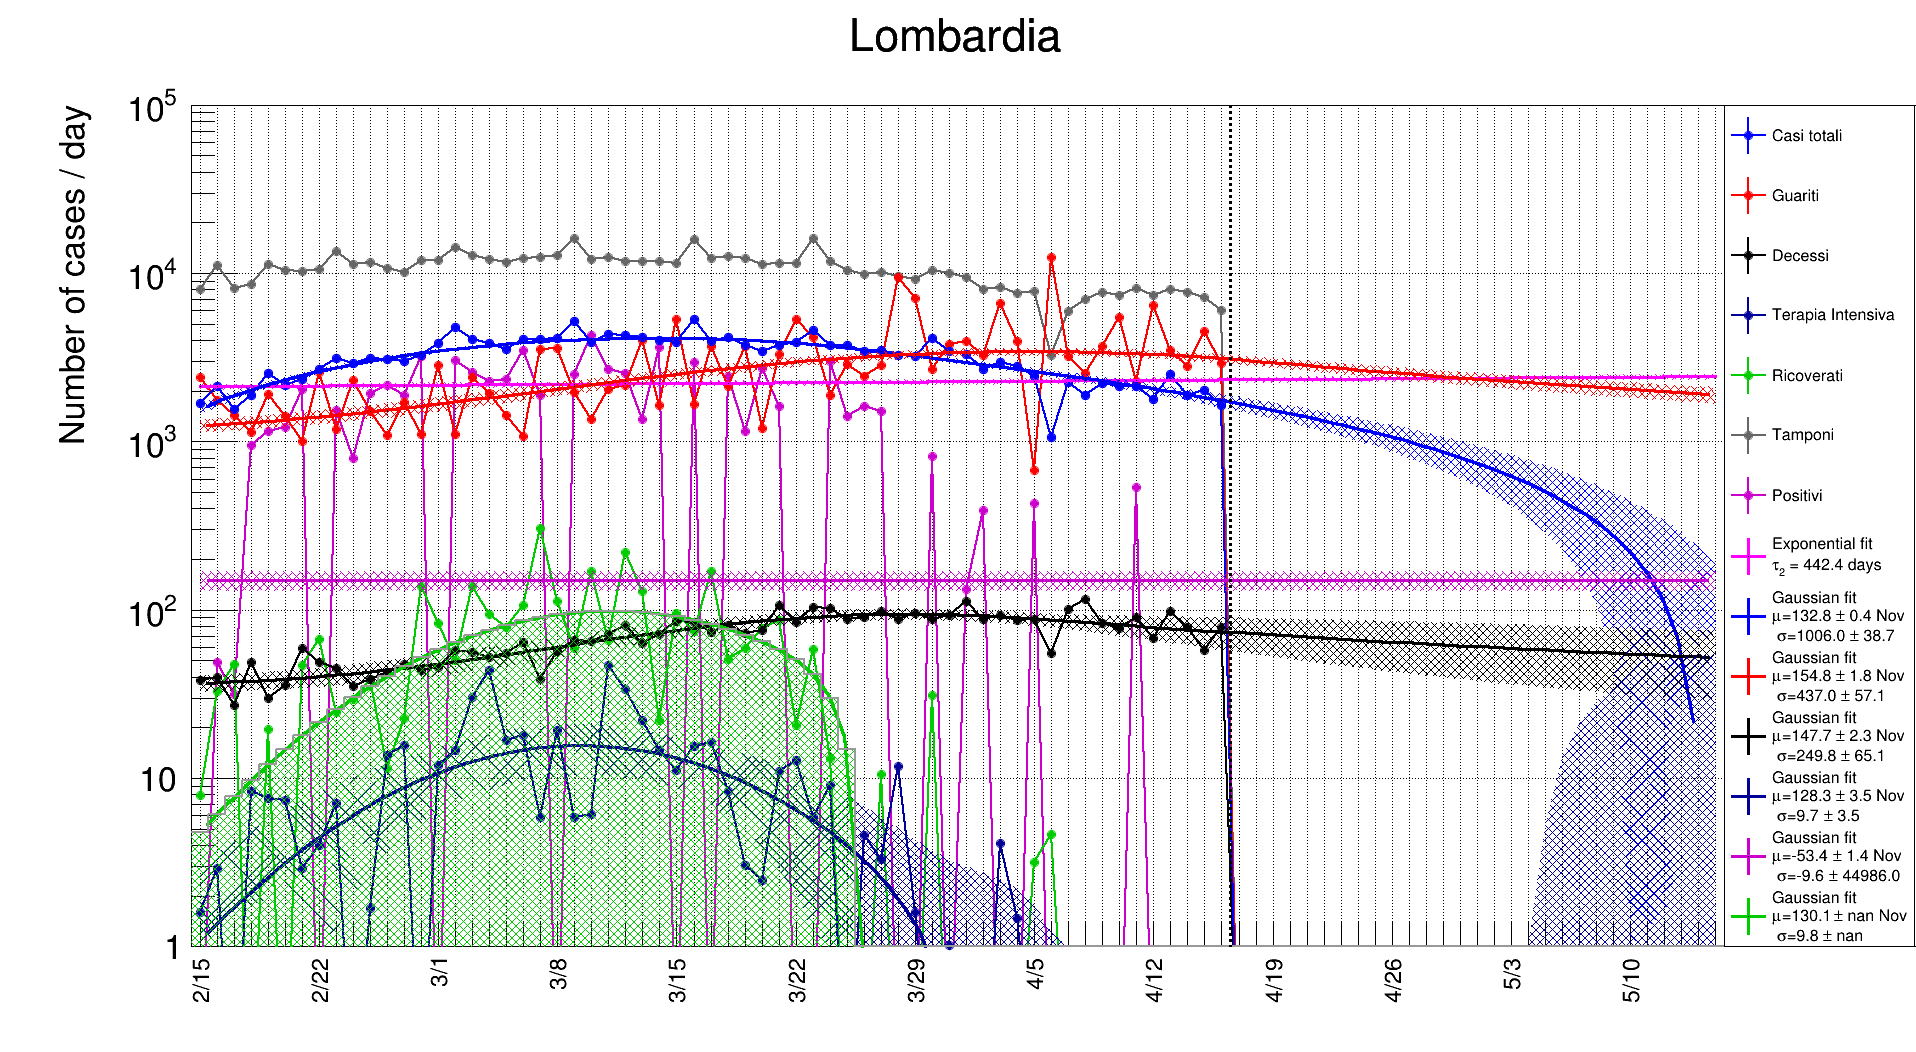 Lombardia
Number of cases / day
10^5
10^4
10^3
10^2
10
1
2/15
2/22
3/1
3/8
3/15
3/22
3/29
4/5
4/12
4/19
4/26
5/3
5/10
Casi totali
Guariti
Decessi
Terapia Intensiva
Ricoverati
Tamponi
Positivi
Exponential fit
τ_2 = 442.4 days
Gaussian fit
μ=132.8 ± 0.4 Nov
σ=1006.0 ± 38.7
Gaussian fit
μ=154.8 ± 1.8 Nov
σ=437.0 ± 57.1
Gaussian fit
μ=147.7 ± 2.3 Nov
σ=249.8 ± 65.1
Gaussian fit
μ=128.3 ± 3.5 Nov
σ=9.7 ± 3.5
Gaussian fit
μ=-53.4 ± 1.4 Nov
σ=-9.6 ± 44986.0
Gaussian fit
μ=130.1 ± nan Nov
σ=9.8 ± nan